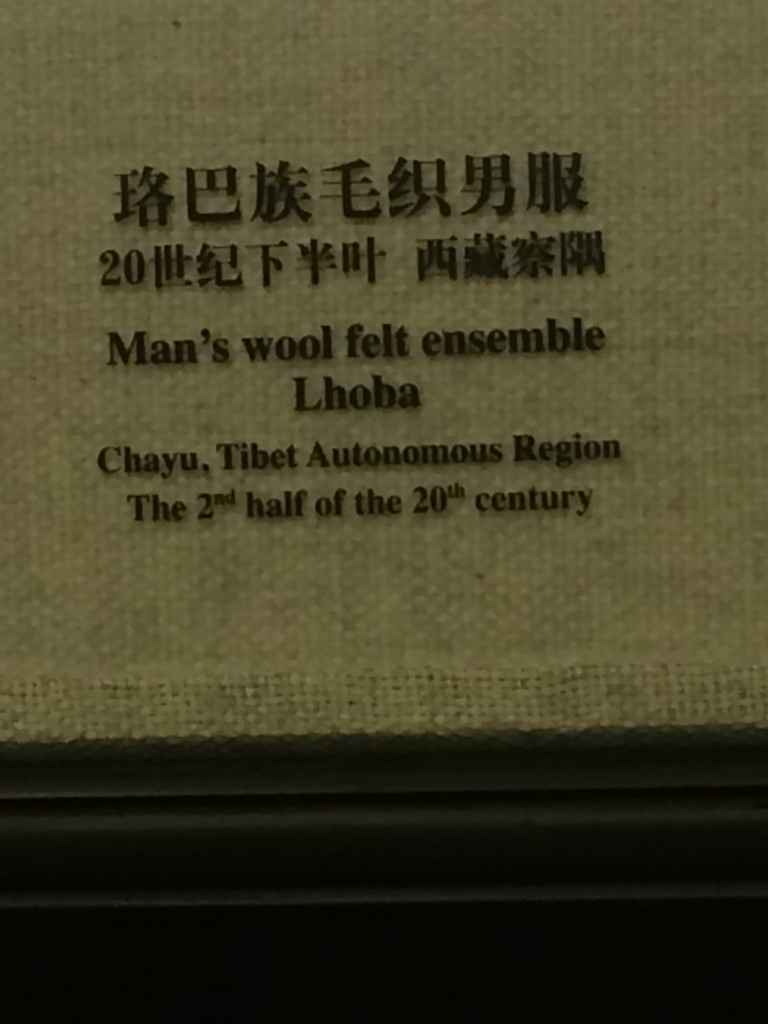 珞巴族毛织男服
20世纪下半叶 西藏察隅
Man's wool felt ensemble
Lhoba
Chayu, Tibet Autonomous Region
The 2nd half of the 20th century